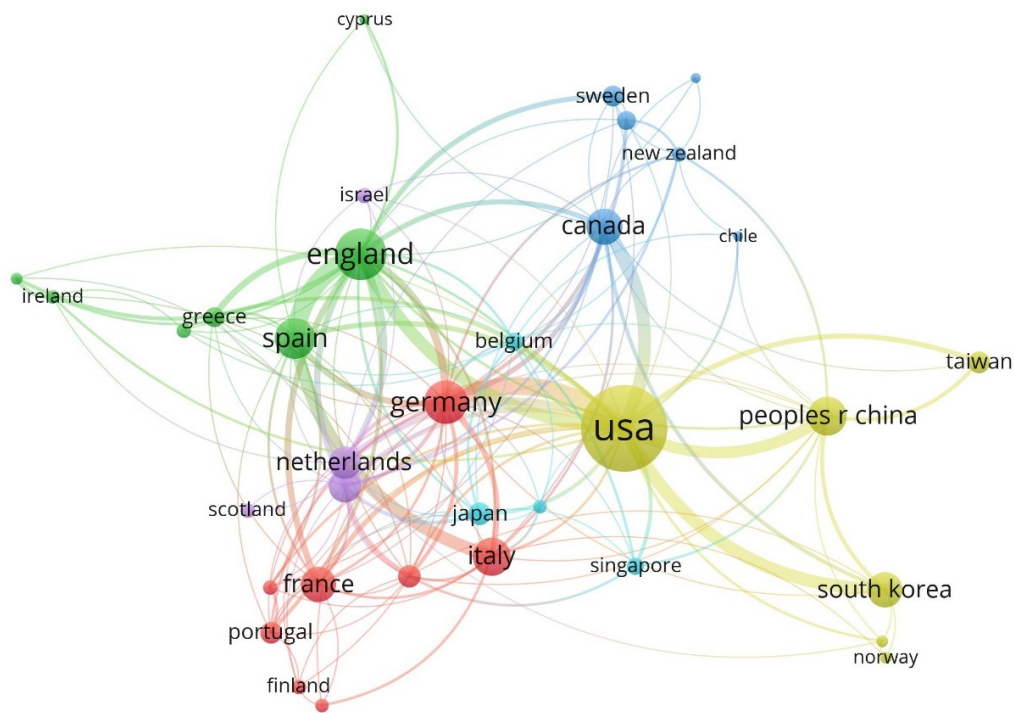 cyprus
sweden
new zealand
israel
canada
chile
england
ireland
greece
spain
belgium
taiwan
germany
peoples r china
usa
netherlands
scotland
japan
italy
singapore
france
south korea
portugal
norway
finland